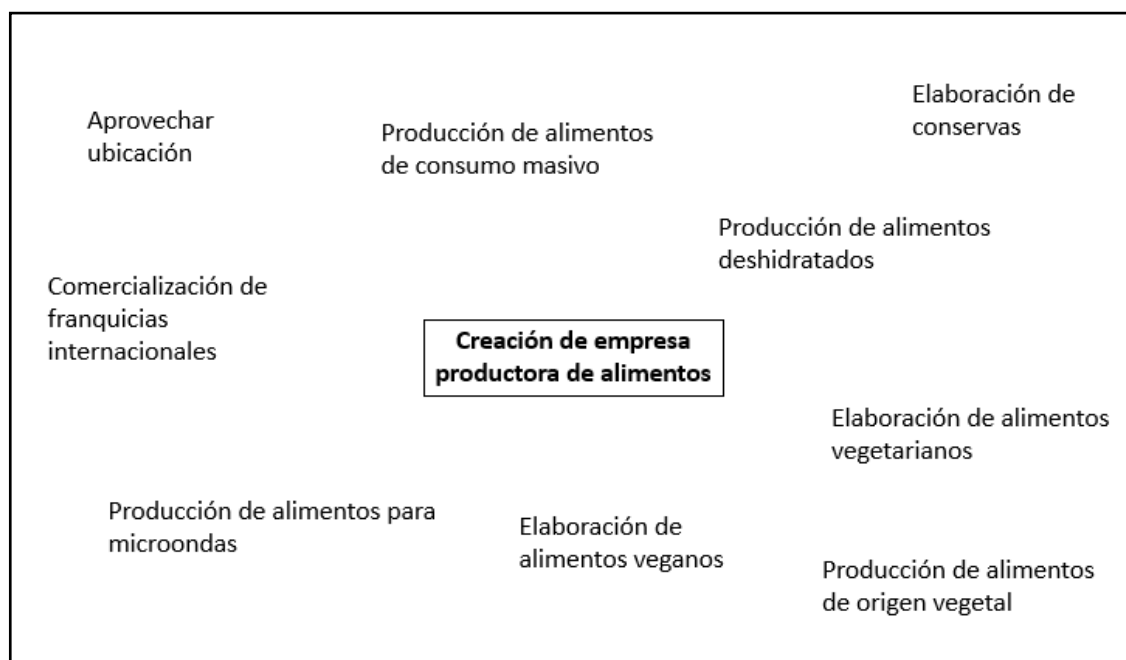 Elaboración de
conservas
Aprovechar
ubicación
Producción de alimentos
de consumo masivo
Producción de alimentos
deshidratados
Comercialización de
franquicias
internacionales
Creación de empresa
productora de alimentos
Elaboración de alimentos
vegetarianos
Producción de alimentos para
microondas
Elaboración de
alimentos veganos
Producción de alimentos
de origen vegetal